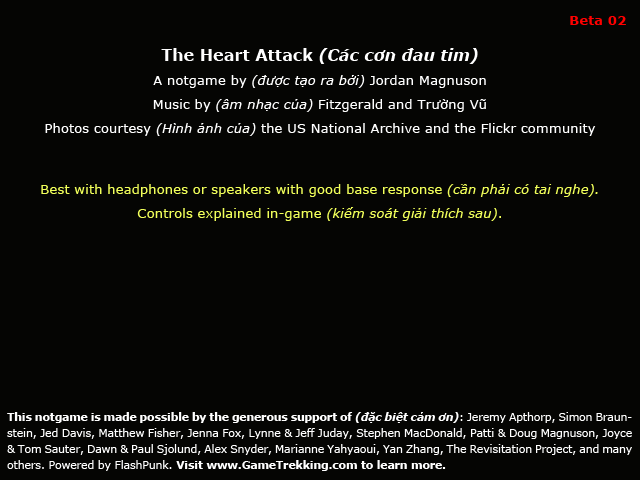 Beta 02
The Heart Attack (Các cơn đau tim)
A notgame by (được tạo ra bởi) Jordan Magnuson
Music by (âm nhạc của) Fitzgerald and Trường Vũ
Photos courtesy (Hình ảnh của) the US National Archive and the Flickr community
Best with headphones or speakers with good base response (cần phải có tai nghe).
Controls explained in-game (kiểm soát giải thích sau).
This notgame is made possible by the generous support of (đặc biệt cảm ơn): Jeremy Apthorp, Simon Braun-
stein, Jed Davis, Matthew Fisher, Jenna Fox, Lynne & Jeff Juday, Stephen MacDonald, Patti & Doug Magnuson, Joyce
& Tom Sauter, Dawn & Paul Sjolund, Alex Snyder, Marianne Yahyaoui, Yan Zhang, The Revisitation Project, and many
others. Powered by FlashPunk. Visit www.GameTrekking.com to learn more.